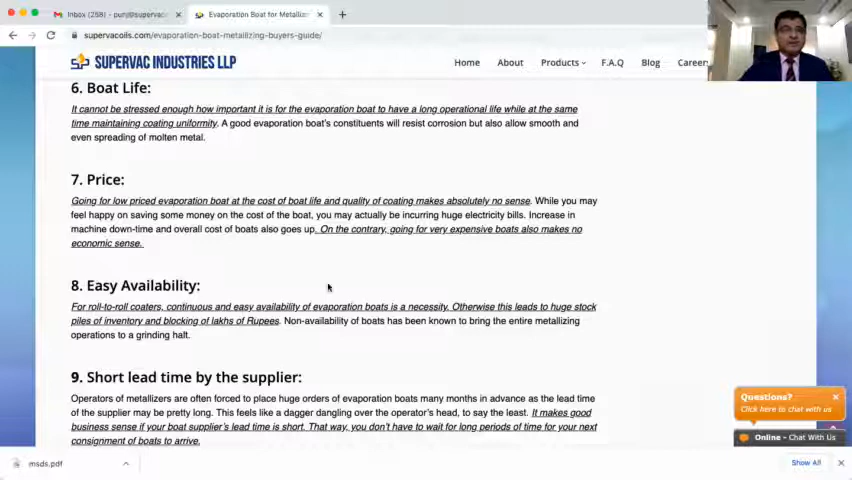 Inbox (259) - punj@supervac
Evaporation Boat for Metallizer
supervacoils.com/evaporation-boat-metallizing-buyers-guide/
SUPERVAC INDUSTRIES LLP
Home
About
Products
F.A.Q
Blog
Career
6. Boat Life:
It cannot be stressed enough how important it is for the evaporation boat to have a long operational life while at the same
time maintaining coating uniformity. A good evaporation boat's constituents will resist corrosion but also allow smooth and
even spreading of molten metal.
7. Price:
Going for low priced evaporation boat at the cost of boat life and quality of coating makes absolutely no sense. While you may
feel happy on saving some money on the cost of the boat, you may actually be incurring huge electricity bills. Increase in
machine down-time and overall cost of boats also goes up. On the contrary, going for very expensive boats also makes no
economic sense.
8. Easy Availability:
For roll-to-roll coaters, continuous and easy availability of evaporation boats is a necessity. Otherwise this leads to huge stock
piles of inventory and blocking of lakhs of Rupees. Non-availability of boats has been known to bring the entire metallizing
operations to a grinding halt.
9. Short lead time by the supplier:
Operators of metallizers are often forced to place huge orders of evaporation boats many months in advance as the lead time
of the supplier may be pretty long. This feels like a dagger dangling over the operator's head, to say the least. It makes good
business sense if your boat supplier's lead time is short. That way, you don't have to wait for long periods of time for your next
consignment of boats to arrive.
Questions?
Click here to chat with us
Online - Chat With Us
msds.pdf
Show All